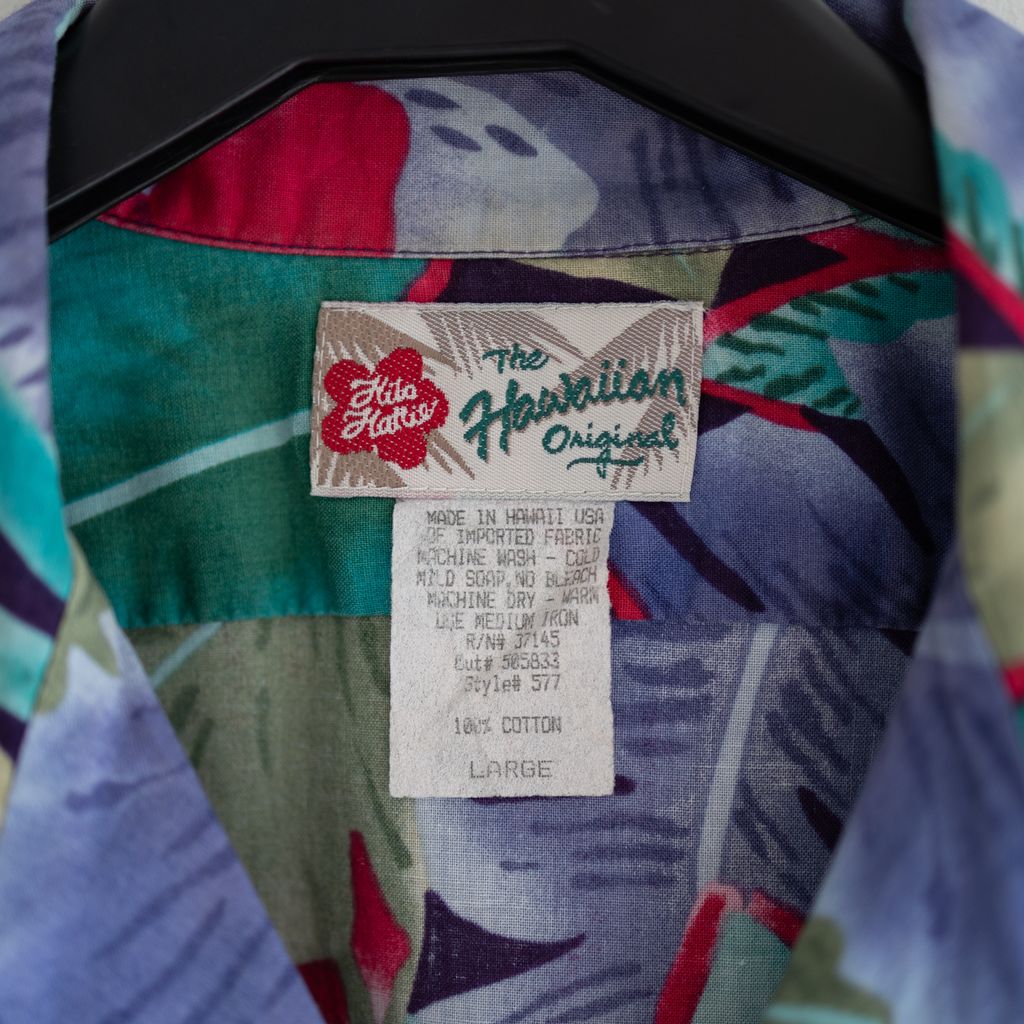 Hilo
Hattie
The
Hawaiian
Original
MADE IN HAWAII USA
OF IMPORTED FABRIC
MACHINE WASH - COLD
MILD SOAP, NO BLEACH
MACHINE DRY - WARM
USE MEDIUM IRON
R/N# 37145
Cut# 505833
Style# 577
100% COTTON
LARGE